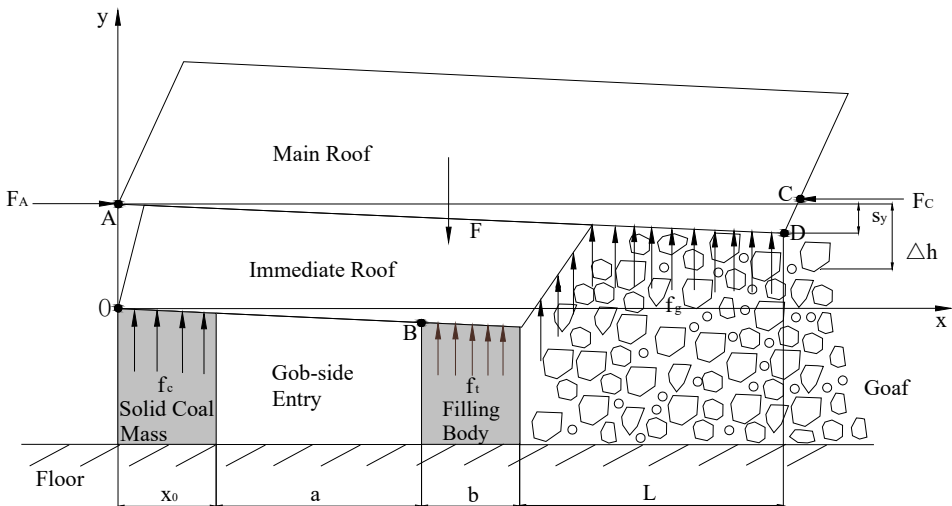 y
Main Roof
F_A
A
C
F_C
s_y
F
D
△h
Immediate Roof
O
x
B
f_g
f_c
Gob-side
Entry
f_t
Solid Coal
Mass
Filling
Body
Goaf
Floor
x_0
a
b
L